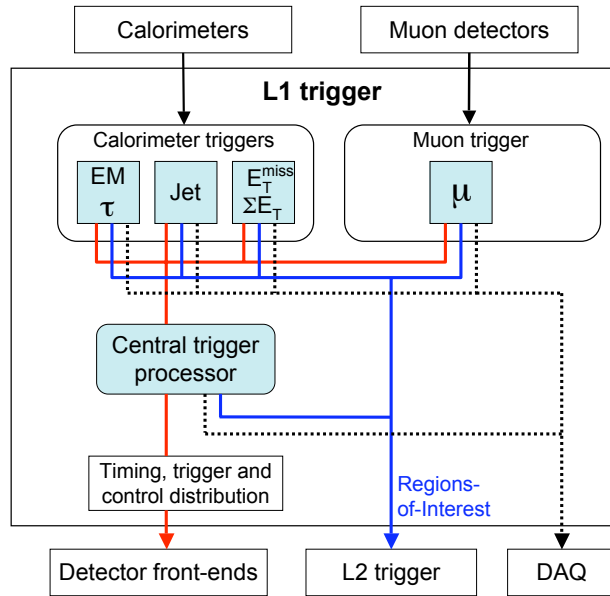 Calorimeters
Muon detectors
L1 trigger
Calorimeter triggers
Muon trigger
EM
τ
Jet
E_T^miss
ΣE_T
μ
Central trigger
processor
Timing, trigger and
control distribution
Regions-
of-Interest
Detector front-ends
L2 trigger
DAQ